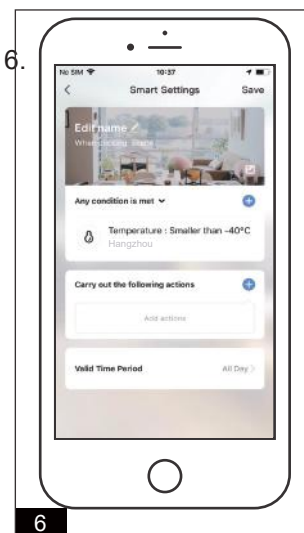 6.
No SIM 10:37
Smart Settings Save
Edit name
Any condition is met
Temperature : Smaller than -40°C
Hangzhou
Carry out the following actions
Add actions
Valid Time Period All Day
6